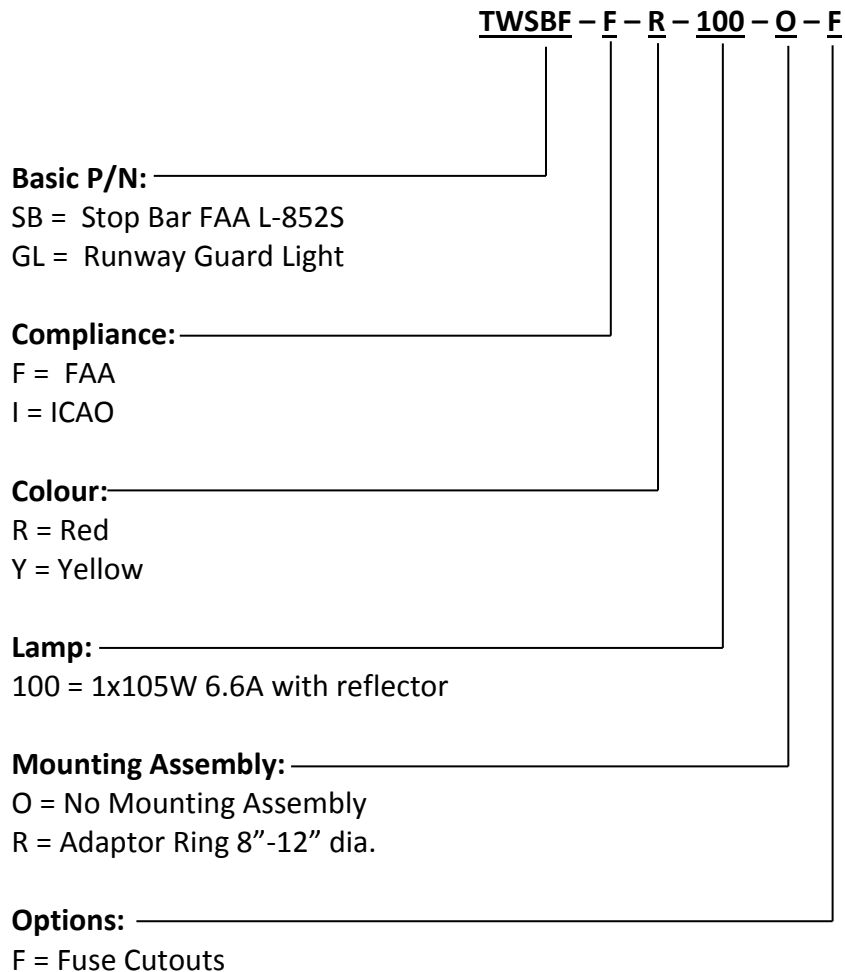 TWSBF – F – R – 100 – O – F
Basic P/N:
SB = Stop Bar FAA L-852S
GL = Runway Guard Light
Compliance:
F = FAA
I = ICAO
Colour:
R = Red
Y = Yellow
Lamp:
100 = 1x105W 6.6A with reflector
Mounting Assembly:
O = No Mounting Assembly
R = Adaptor Ring 8”-12” dia.
Options:
F = Fuse Cutouts